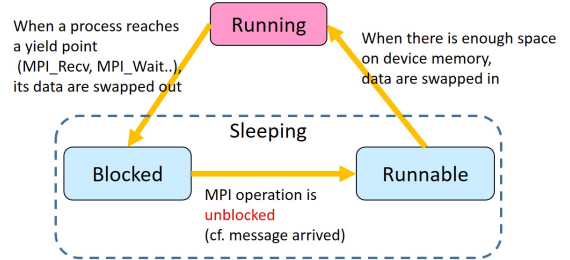 Running
When a process reaches
a yield point
(MPI_Recv, MPI_Wait..),
its data are swapped out
When there is enough space
on device memory,
data are swapped in
Sleeping
Blocked
Runnable
MPI operation is
unblocked
(cf. message arrived)